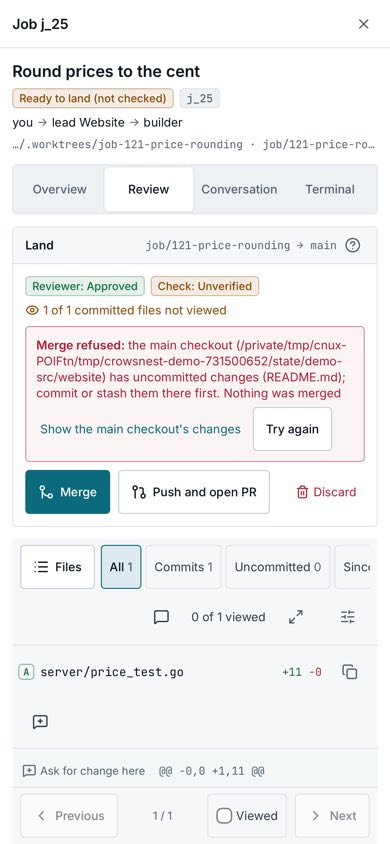 Job j_25
Round prices to the cent
Ready to land (not checked) j_25
you → lead Website → builder
…/.worktrees/job-121-price-rounding · job/121-price-ro…
Overview Review Conversation Terminal
Land job/121-price-rounding → main
Reviewer: Approved Check: Unverified
1 of 1 committed files not viewed
Merge refused: the main checkout (/private/tmp/cnux-
POIFtn/tmp/crowsnest-demo-731500652/state/demo-
src/website) has uncommitted changes (README.md);
commit or stash them there first. Nothing was merged
Show the main checkout's changes Try again
Merge Push and open PR Discard
Files All 1 Commits 1 Uncommitted 0 Since
0 of 1 viewed
A server/price_test.go +11 -0
Ask for change here @@ -0,0 +1,11 @@
Previous 1 / 1 Viewed Next